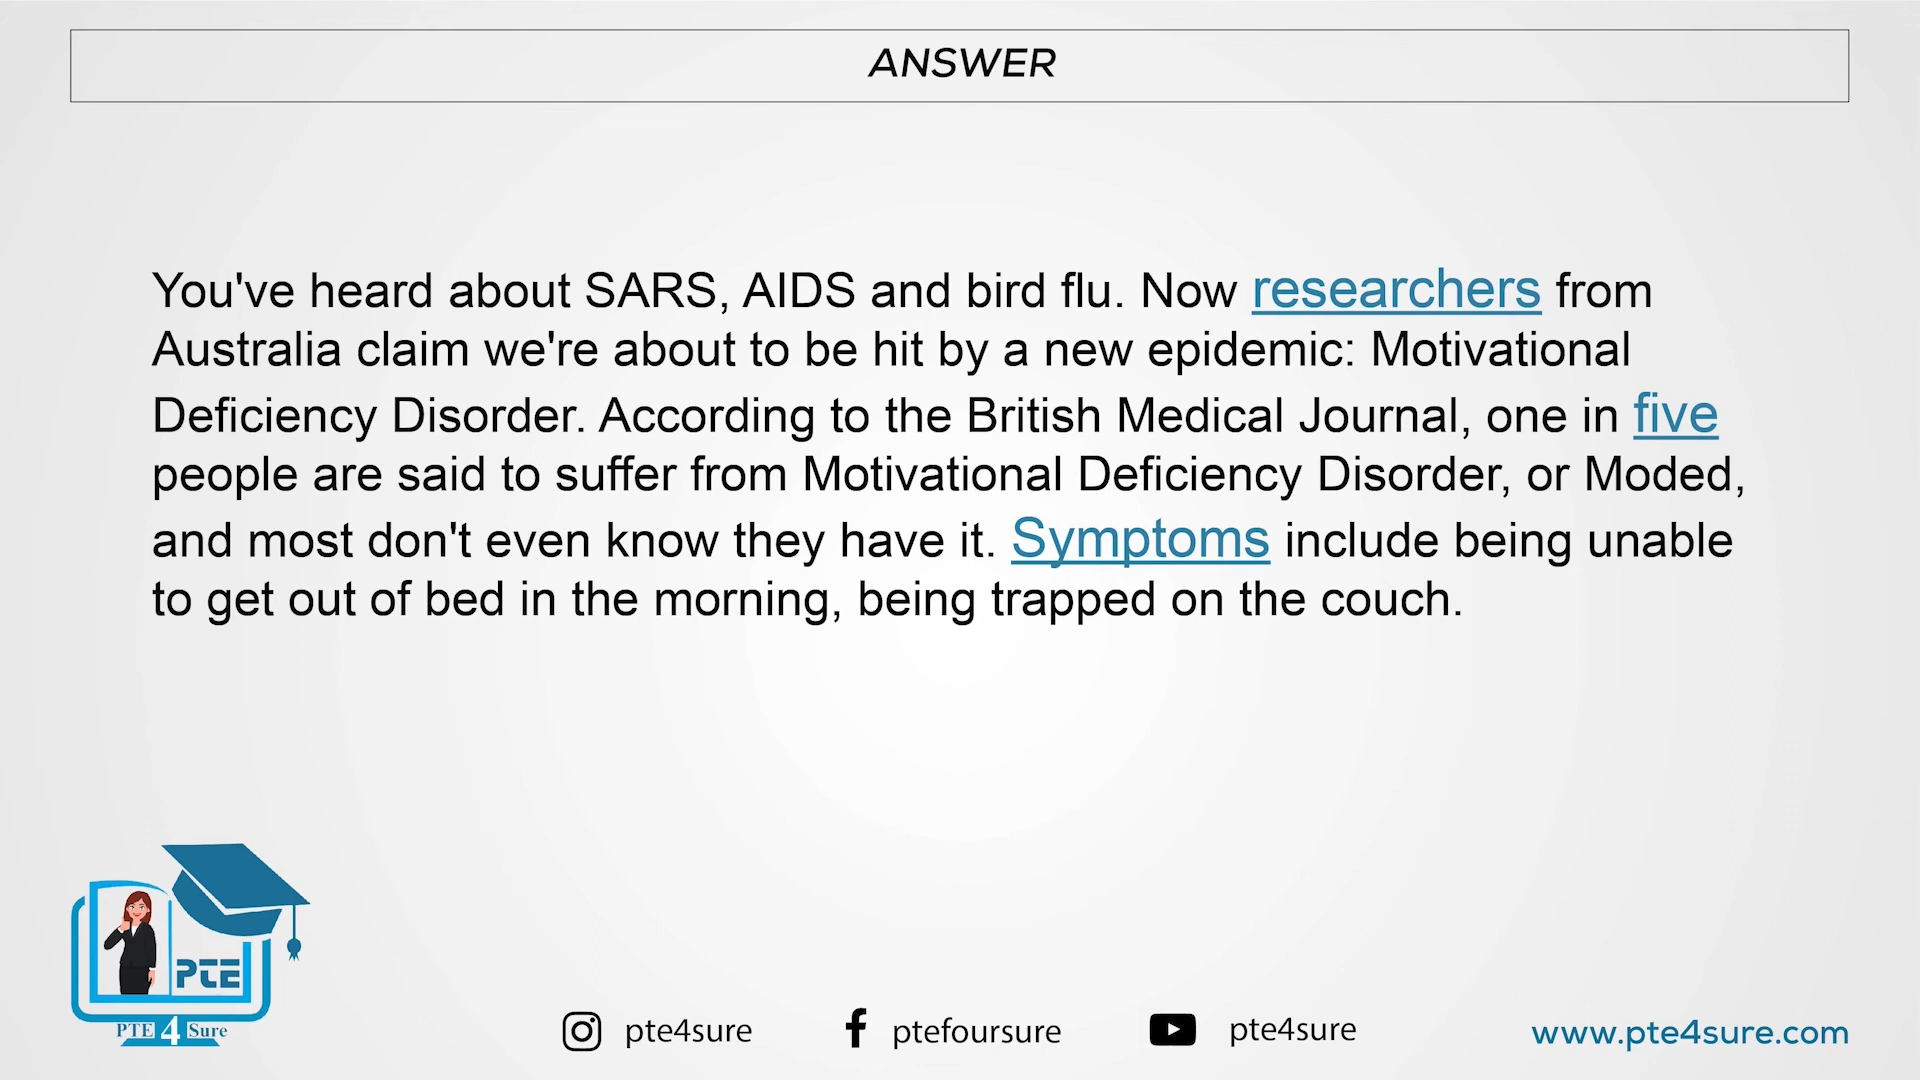 ANSWER
You've heard about SARS, AIDS and bird flu. Now researchers from
Australia claim we're about to be hit by a new epidemic: Motivational
Deficiency Disorder. According to the British Medical Journal, one in five
people are said to suffer from Motivational Deficiency Disorder, or Moded,
and most don't even know they have it. Symptoms include being unable
to get out of bed in the morning, being trapped on the couch.
PTE
PTE 4 Sure
pte4sure
ptefoursure
pte4sure
www.pte4sure.com